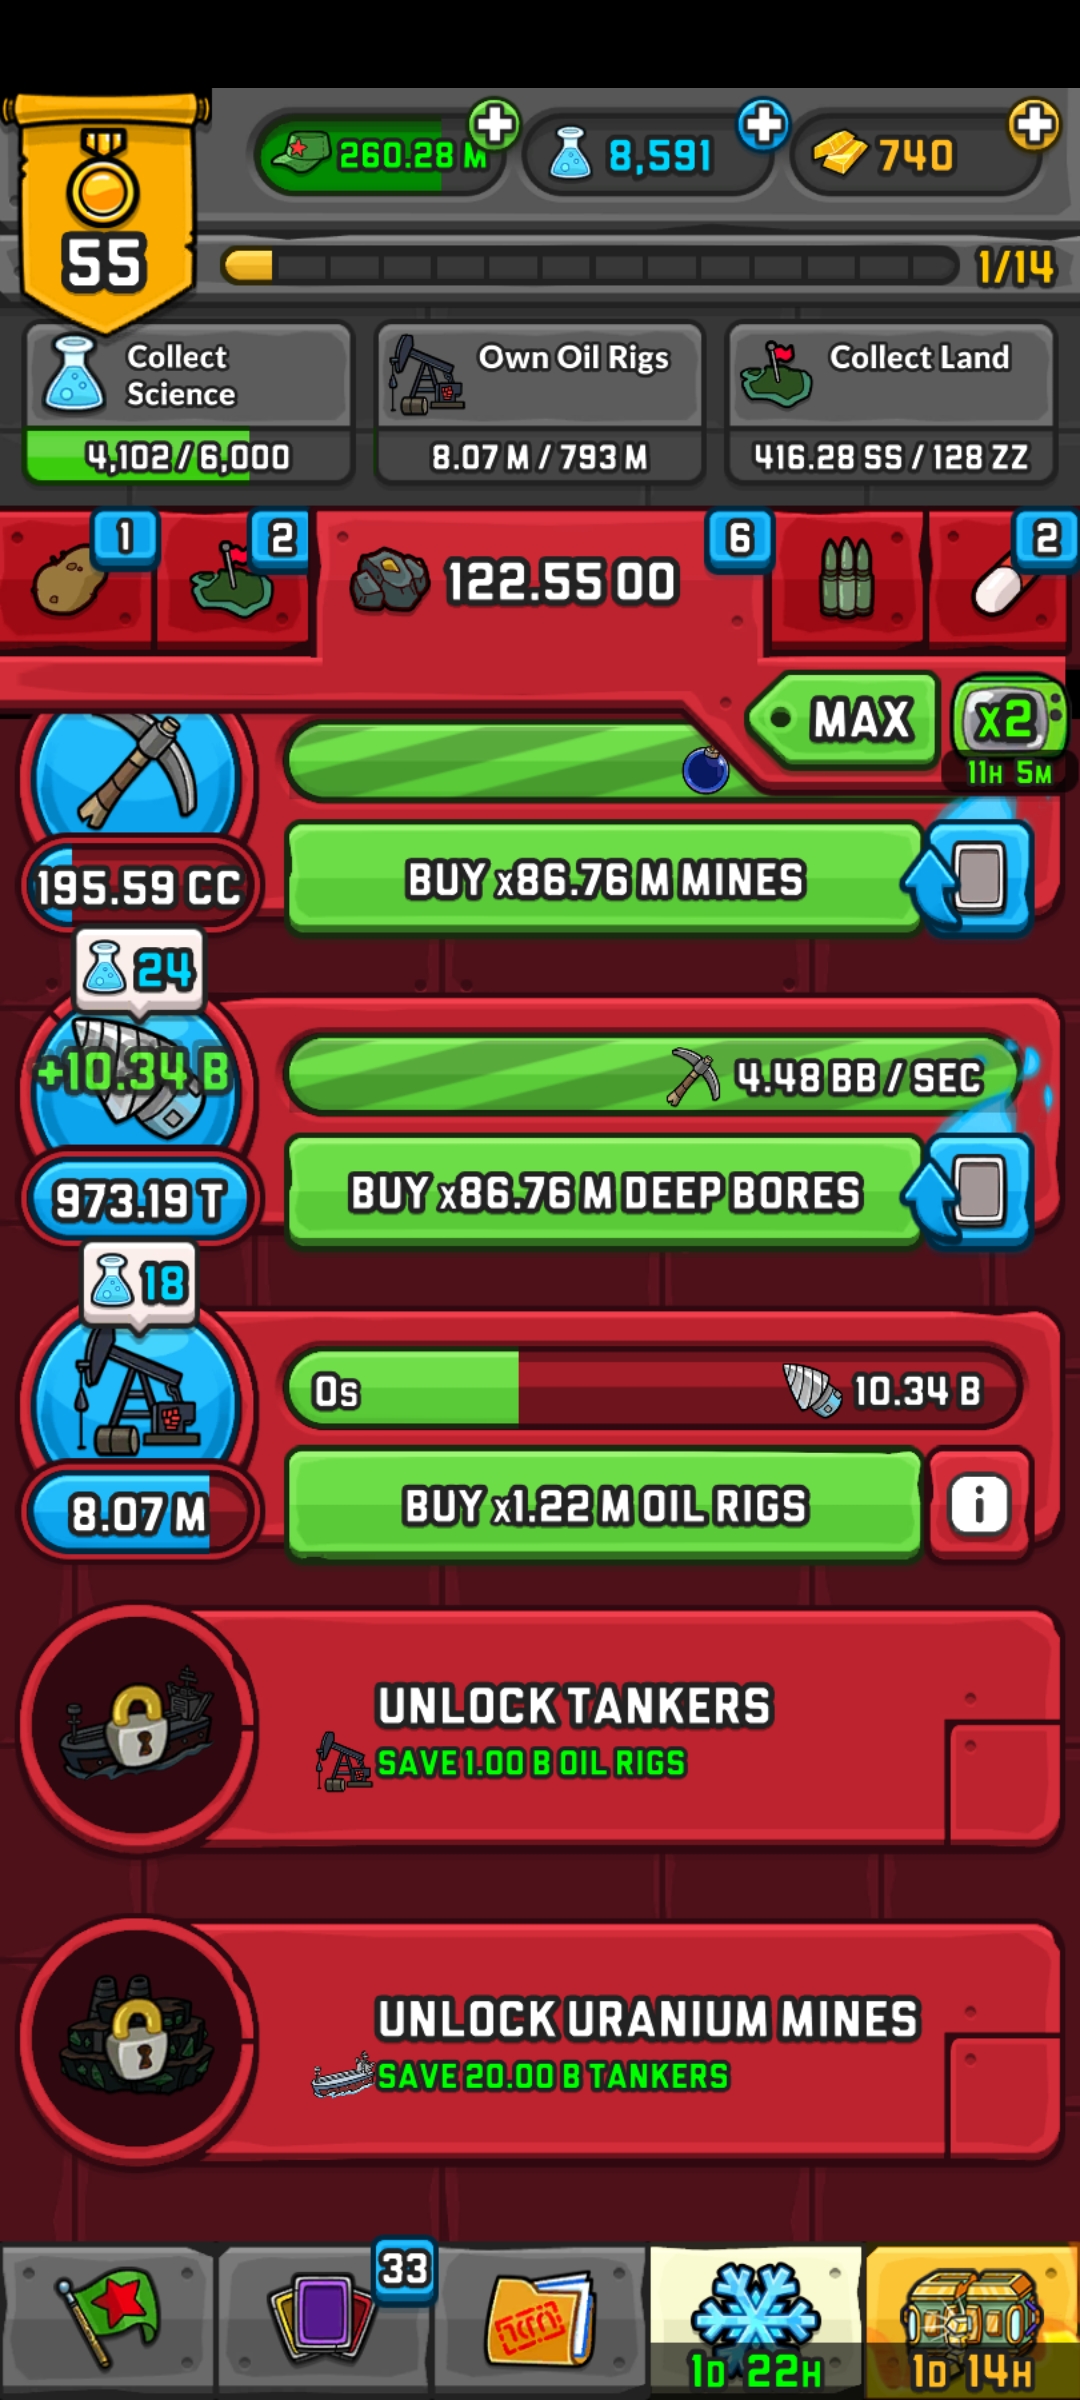 55
260.28 M
8,591
740
1/14
Collect
Science
4,102 / 6,000
Own Oil Rigs
8.07 M / 793 M
Collect Land
416.28 SS / 128 ZZ
1
2
122.55 OO
6
2
MAX
x2
11H 5M
195.59 CC
BUY x86.76 M MINES
24
+10.34 B
4.48 BB / SEC
973.19 T
BUY x86.76 M DEEP BORES
18
0s
10.34 B
8.07 M
BUY x1.22 M OIL RIGS
i
UNLOCK TANKERS
SAVE 1.00 B OIL RIGS
UNLOCK URANIUM MINES
SAVE 20.00 B TANKERS
33
1D 22H
1D 14H